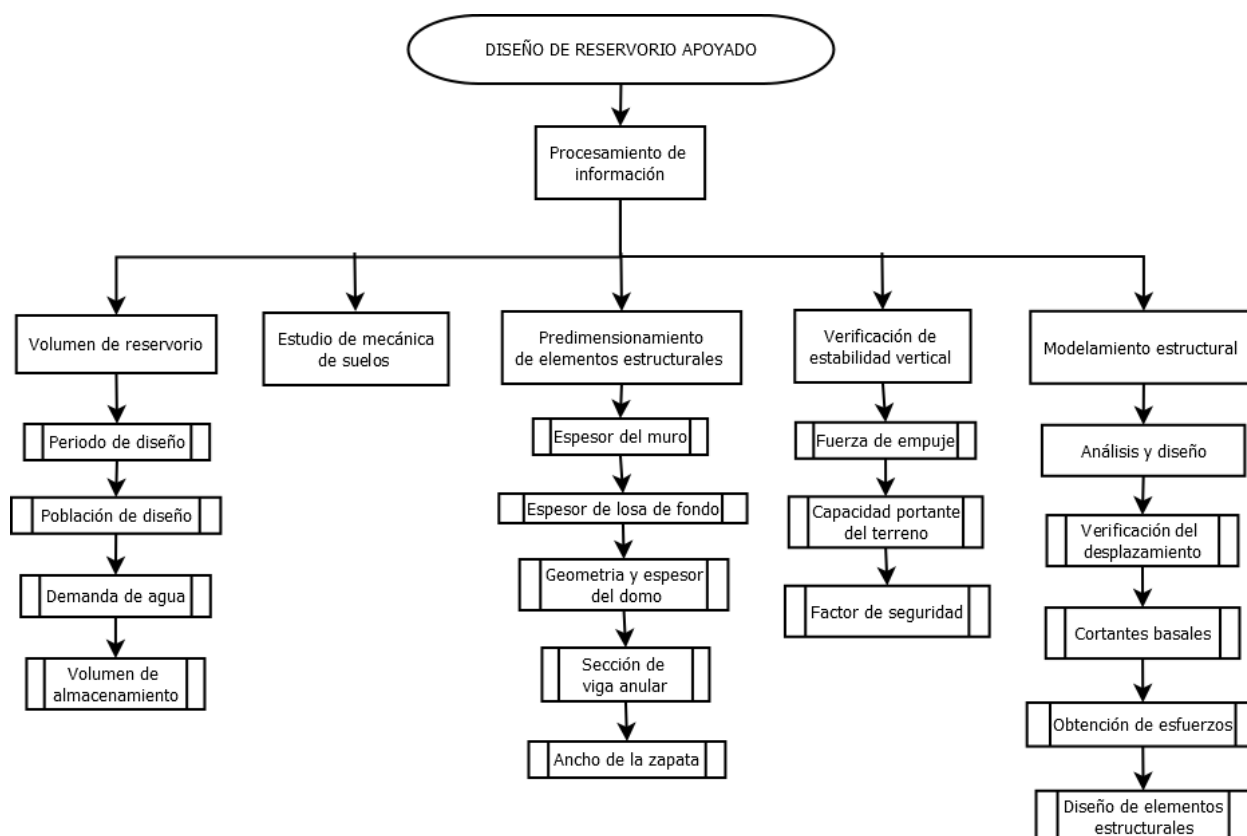 DISEÑO DE RESERVORIO APOYADO
Procesamiento de
información
Volumen de reservorio
Periodo de diseño
Población de diseño
Demanda de agua
Volumen de
almacenamiento
Estudio de mecánica
de suelos
Predimensionamiento
de elementos estructurales
Espesor del muro
Espesor de losa de fondo
Geometria y espesor
del domo
Sección de
viga anular
Ancho de la zapata
Verificación de
estabilidad vertical
Fuerza de empuje
Capacidad portante
del terreno
Factor de seguridad
Modelamiento estructural
Análisis y diseño
Verificación del
desplazamiento
Cortantes basales
Obtención de esfuerzos
Diseño de elementos
estructurales